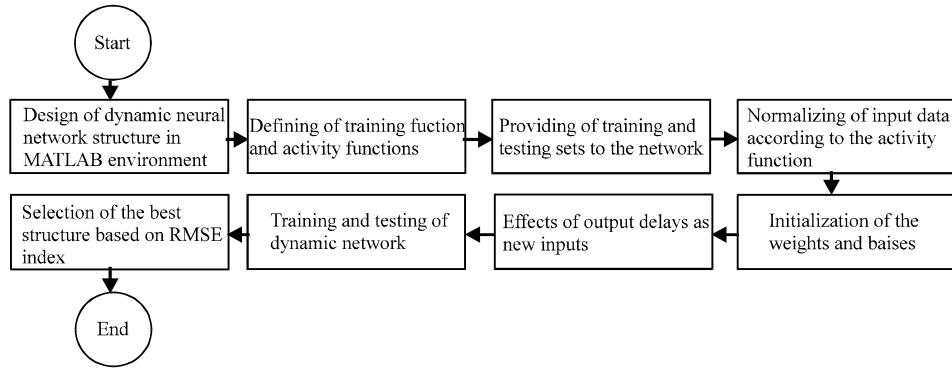 Start
Design of dynamic neural
network structure in
MATLAB environment
Defining of training fuction
and activity functions
Providing of training and
testing sets to the network
Normalizing of input data
according to the activity
function
Initialization of the
weights and baises
Effects of output delays as
new inputs
Training and testing of
dynamic network
Selection of the best
structure based on RMSE
index
End